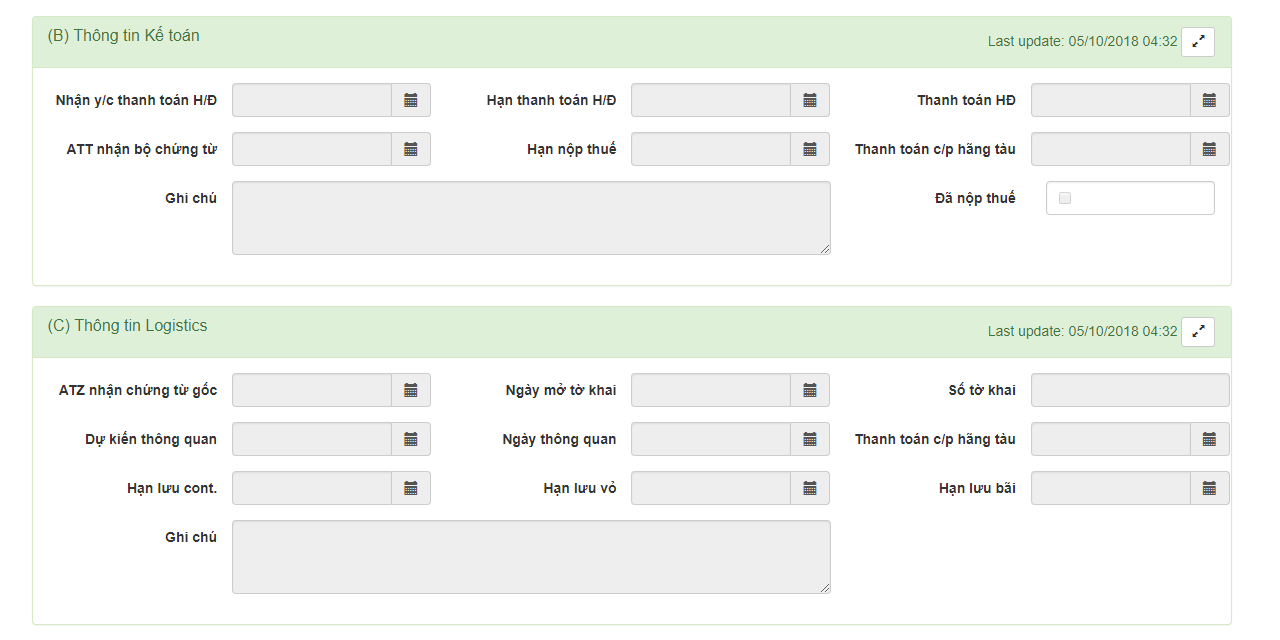 (B) Thông tin Kế toán
Last update: 05/10/2018 04:32
Nhận y/c thanh toán H/Đ
Hạn thanh toán H/Đ
Thanh toán HĐ
ATT nhận bộ chứng từ
Hạn nộp thuế
Thanh toán c/p hãng tàu
Ghi chú
Đã nộp thuế
(C) Thông tin Logistics
Last update: 05/10/2018 04:32
ATZ nhận chứng từ gốc
Ngày mở tờ khai
Số tờ khai
Dự kiến thông quan
Ngày thông quan
Thanh toán c/p hãng tàu
Hạn lưu cont.
Hạn lưu vỏ
Hạn lưu bãi
Ghi chú